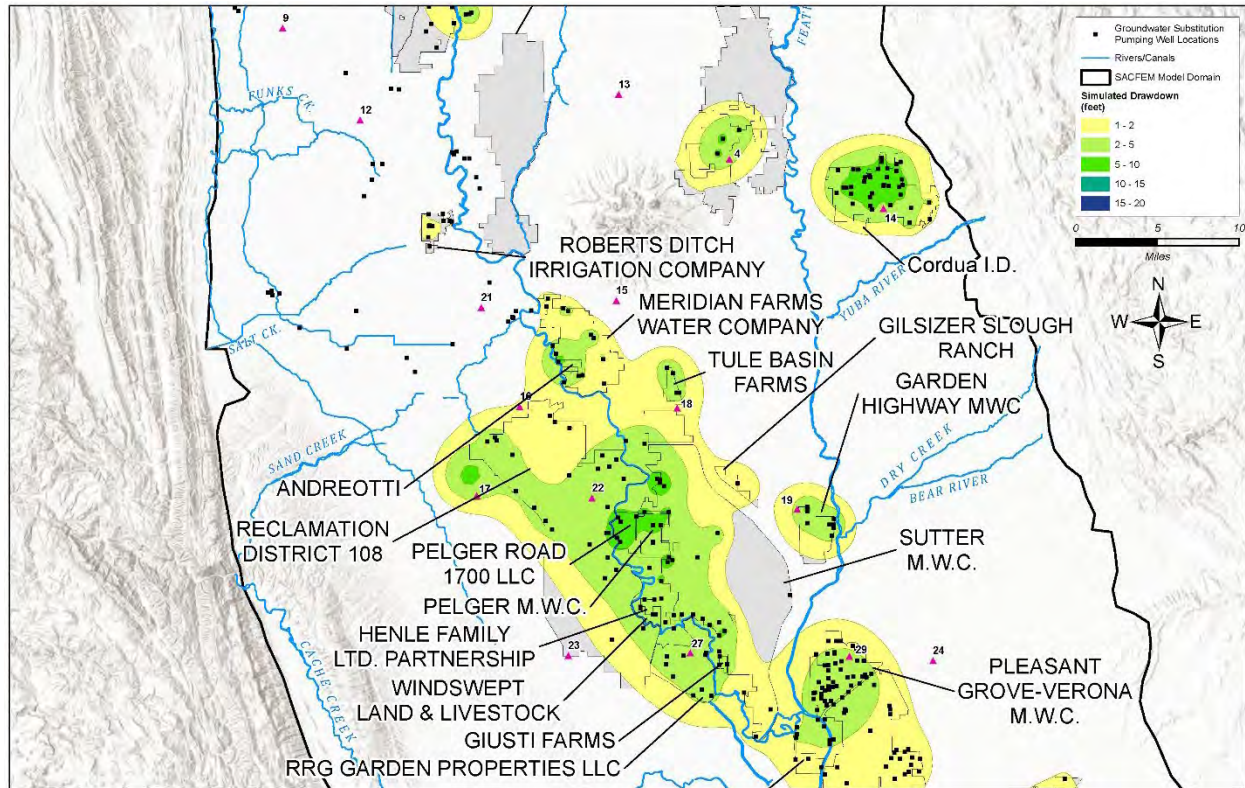 9
FEATH
12
FUNKS CK.
13
4
14
Groundwater Substitution
Pumping Well Locations
Rivers/Canals
SACFEM Model Domain
Simulated Drawdown
(feet)
1 - 2
2 - 5
5 - 10
10 - 15
15 - 20
0
5
10
Miles
N
W
E
S
Cordua I.D.
YUBA RIVER
ROBERTS DITCH
IRRIGATION COMPANY
21
15
SALT CK.
MERIDIAN FARMS
WATER COMPANY
GILSIZER SLOUGH
RANCH
TULE BASIN
FARMS
GARDEN
HIGHWAY MWC
16
18
SAND CREEK
DRY CREEK
BEAR RIVER
ANDREOTTI
17
22
19
RECLAMATION
DISTRICT 108
PELGER ROAD
1700 LLC
SUTTER
M.W.C.
PELGER M.W.C.
HENLE FAMILY
LTD. PARTNERSHIP
23
27
29
24
WINDSWEPT
LAND & LIVESTOCK
PLEASANT
GROVE-VERONA
M.W.C.
CACHE CREEK
GIUSTI FARMS
RRG GARDEN PROPERTIES LLC